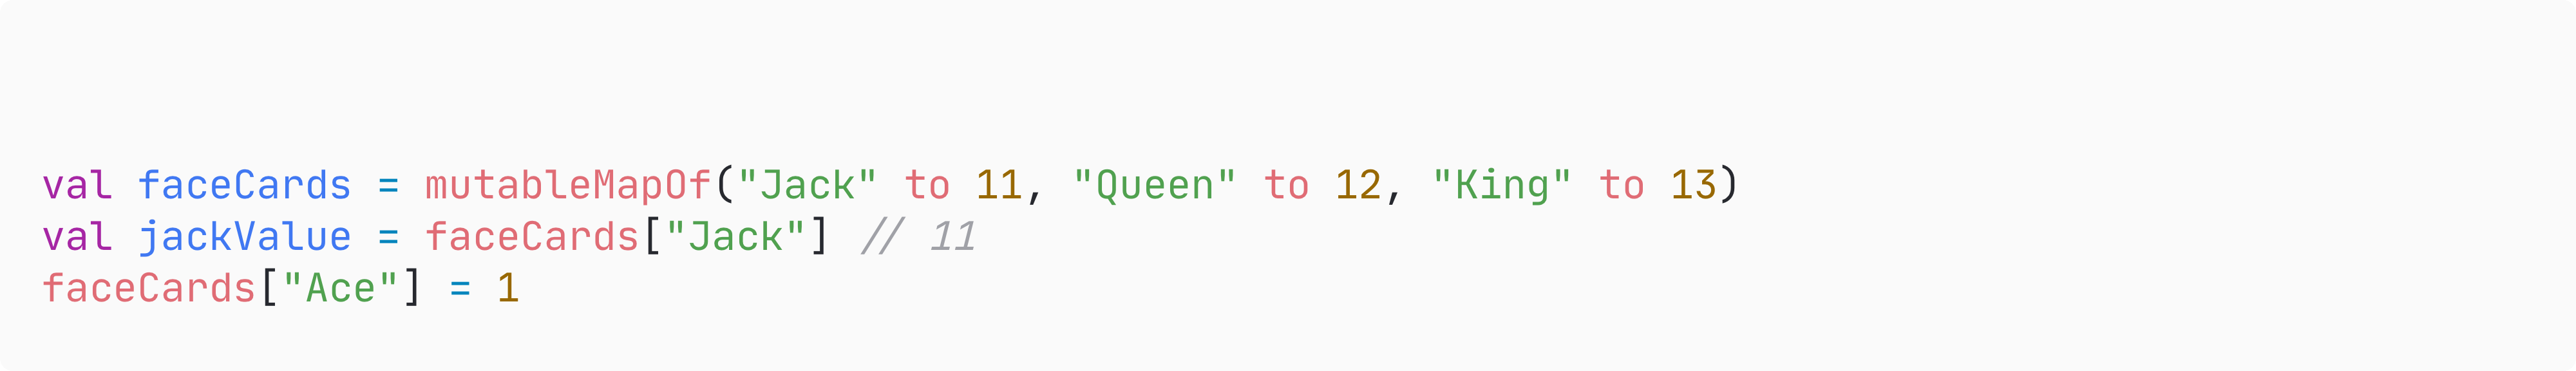 val faceCards = mutableMapOf("Jack" to 11, "Queen" to 12, "King" to 13)
val jackValue = faceCards["Jack"] // 11
faceCards["Ace"] = 1